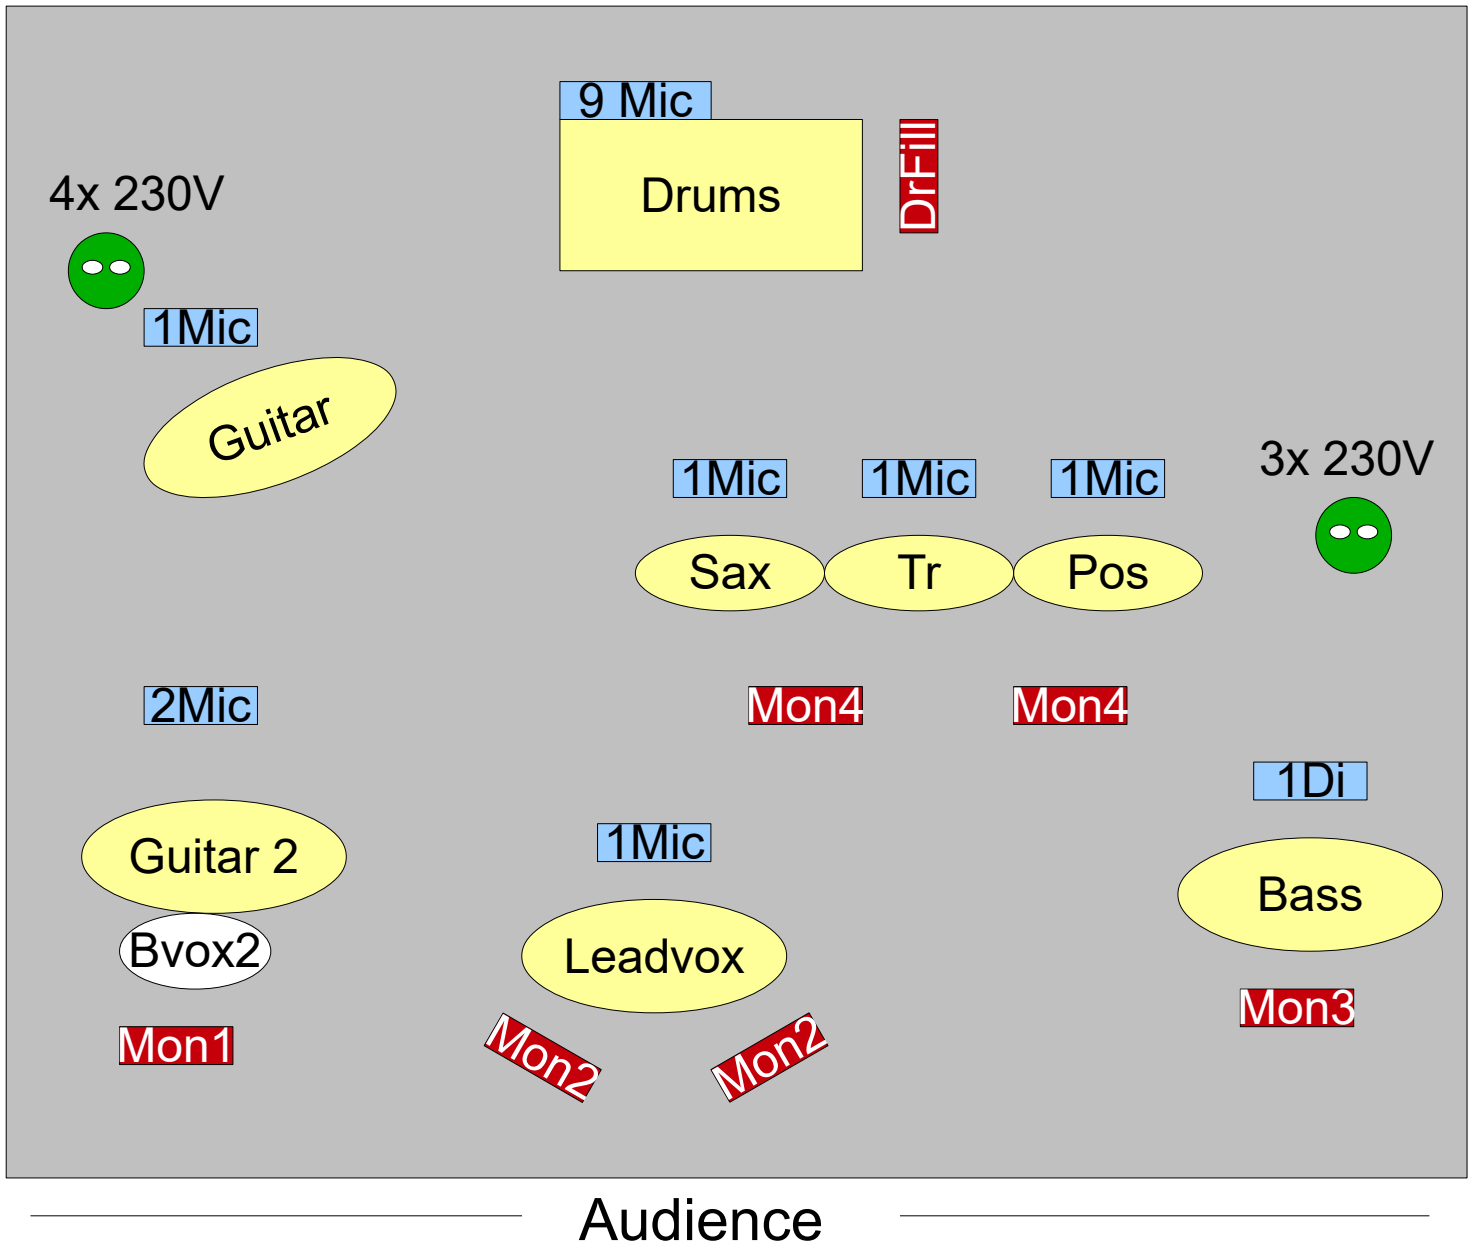 9 Mic
Drums
DrFill
4x 230V
1Mic
Guitar
3x 230V
1Mic
1Mic
1Mic
Sax
Tr
Pos
2Mic
Mon4
Mon4
1Di
1Mic
Guitar 2
Bass
Bvox2
Leadvox
Mon3
Mon1
Mon2
Mon2
Audience